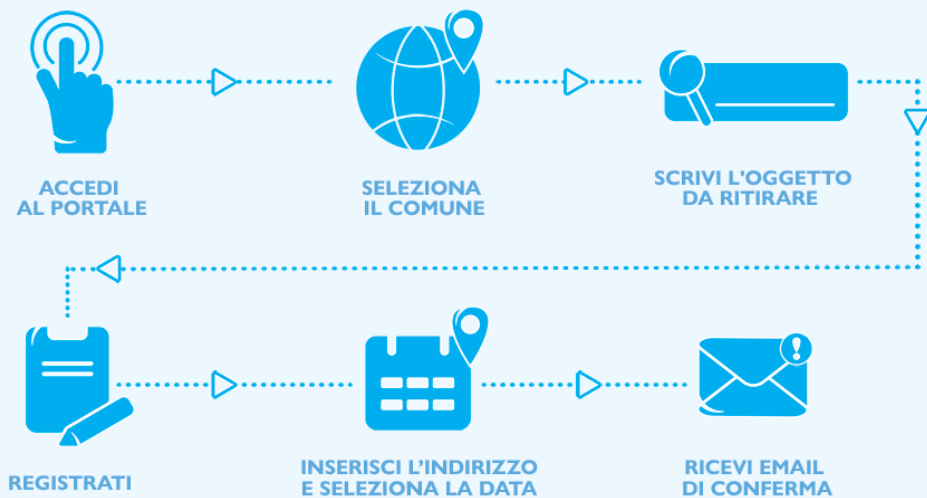 ACCEDI
AL PORTALE
SELEZIONA
IL COMUNE
SCRIVI L'OGGETTO
DA RITIRARE
REGISTRATI
INSERISCI L'INDIRIZZO
E SELEZIONA LA DATA
RICEVI EMAIL
DI CONFERMA